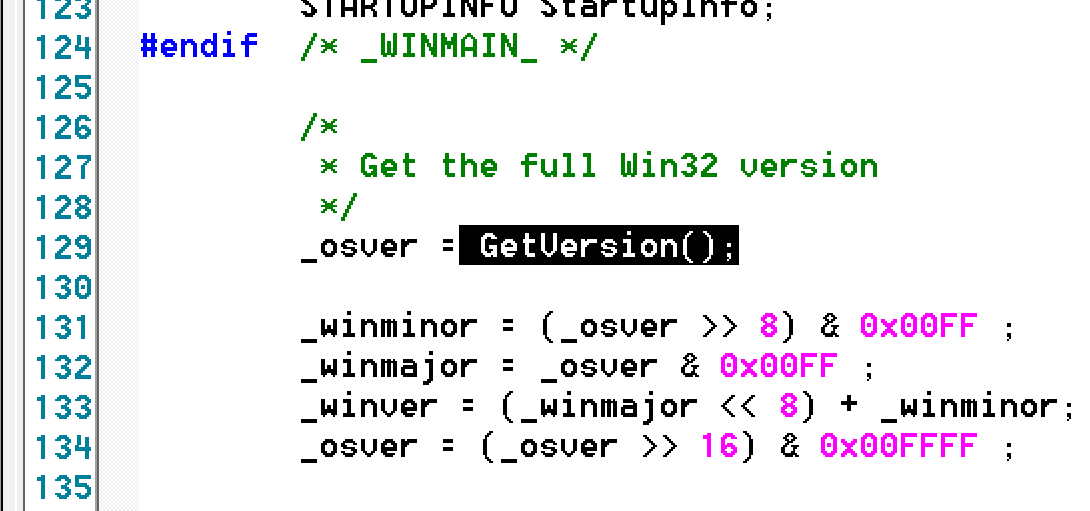 123 STARTUPINFO StartupInfo;
124 #endif /* _WINMAIN_ */
125
126 /*
127 * Get the full Win32 version
128 */
129 _osver = GetVersion();
130
131 _winminor = (_osver >> 8) & 0x00FF ;
132 _winmajor = _osver & 0x00FF ;
133 _winver = (_winmajor << 8) + _winminor;
134 _osver = (_osver >> 16) & 0x00FFFF ;
135